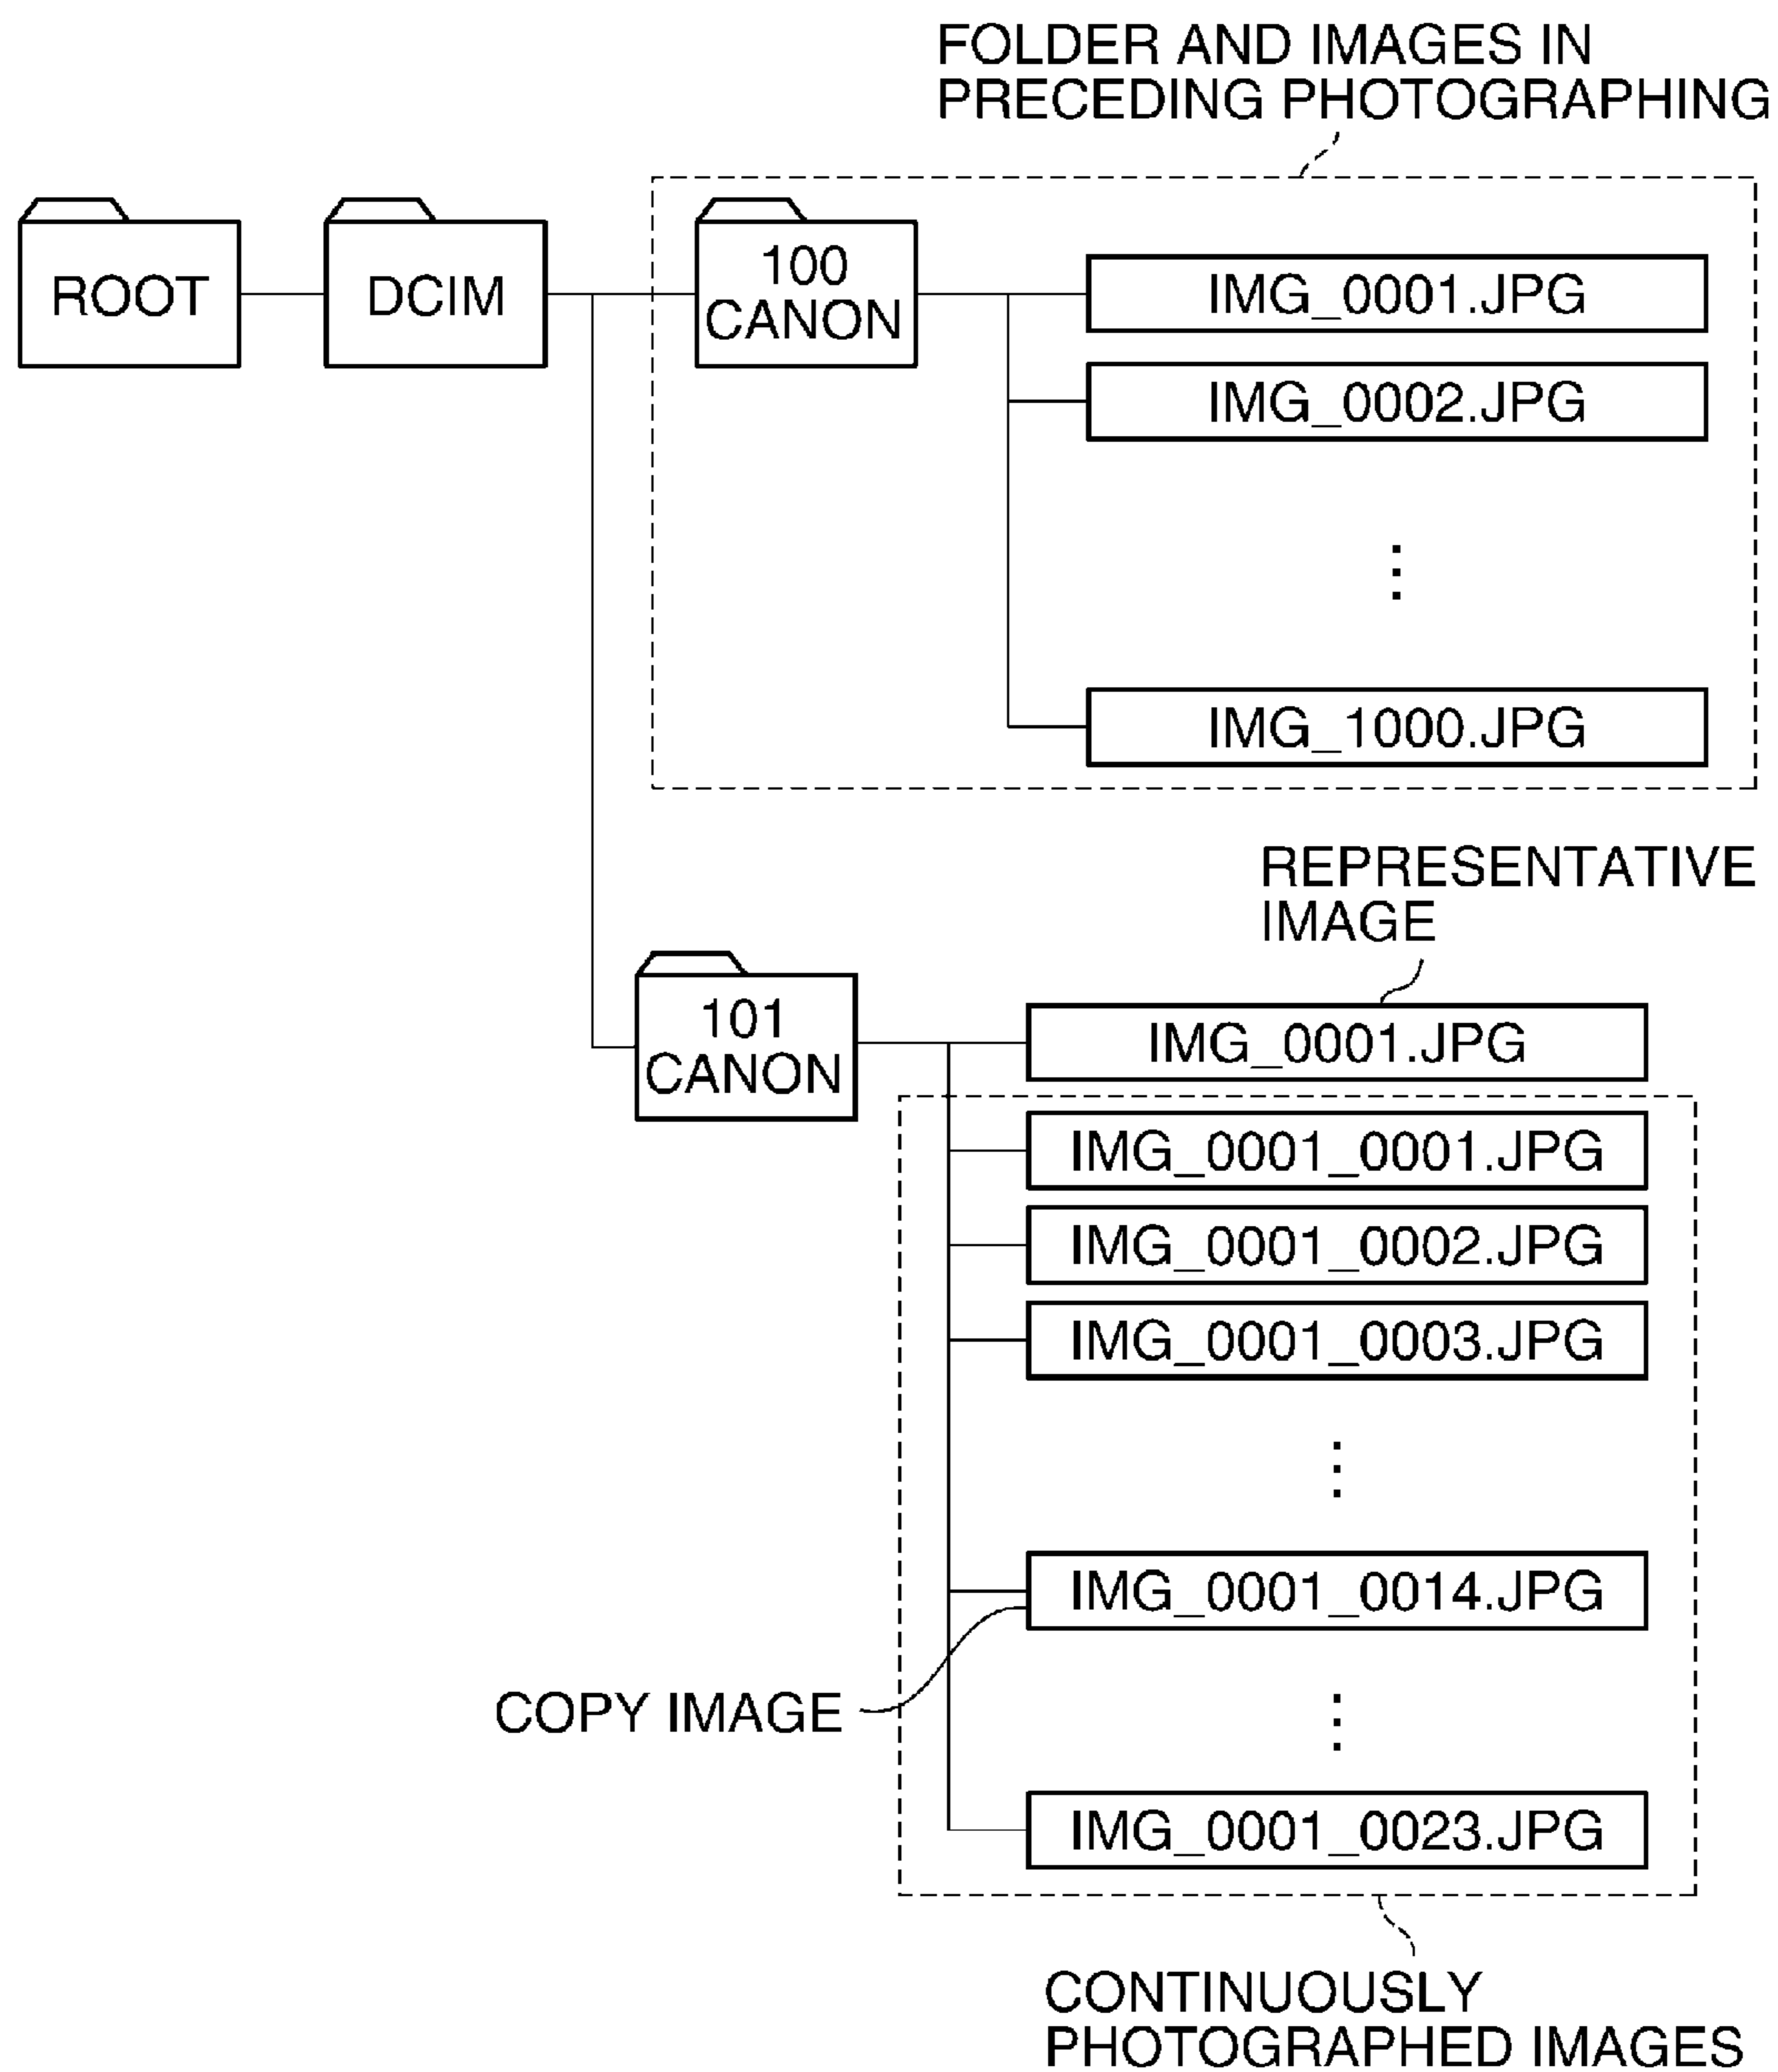 FOLDER AND IMAGES IN
PRECEDING PHOTOGRAPHING
ROOT
DCIM
100
CANON
IMG_0001.JPG
IMG_0002.JPG
IMG_1000.JPG
REPRESENTATIVE
IMAGE
101
CANON
IMG_0001.JPG
IMG_0001_0001.JPG
IMG_0001_0002.JPG
IMG_0001_0003.JPG
IMG_0001_0014.JPG
COPY IMAGE
IMG_0001_0023.JPG
CONTINUOUSLY
PHOTOGRAPHED IMAGES